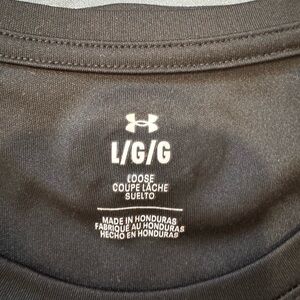 L/G/G
LOOSE
COUPE LÂCHE
SUELTO
MADE IN HONDURAS
FABRIQUÉ AU HONDURAS
HECHO EN HONDURAS